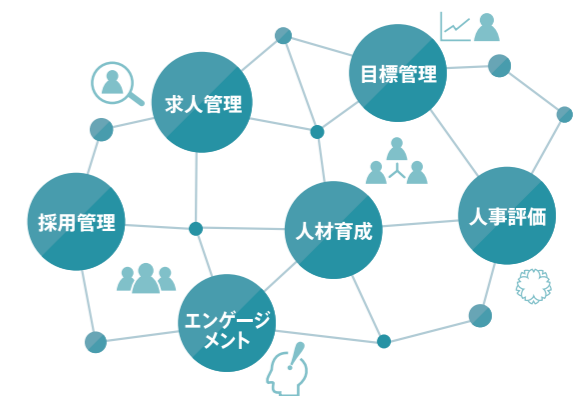 目標管理
求人管理
採用管理
人材育成
人事評価
エンゲージ
メント